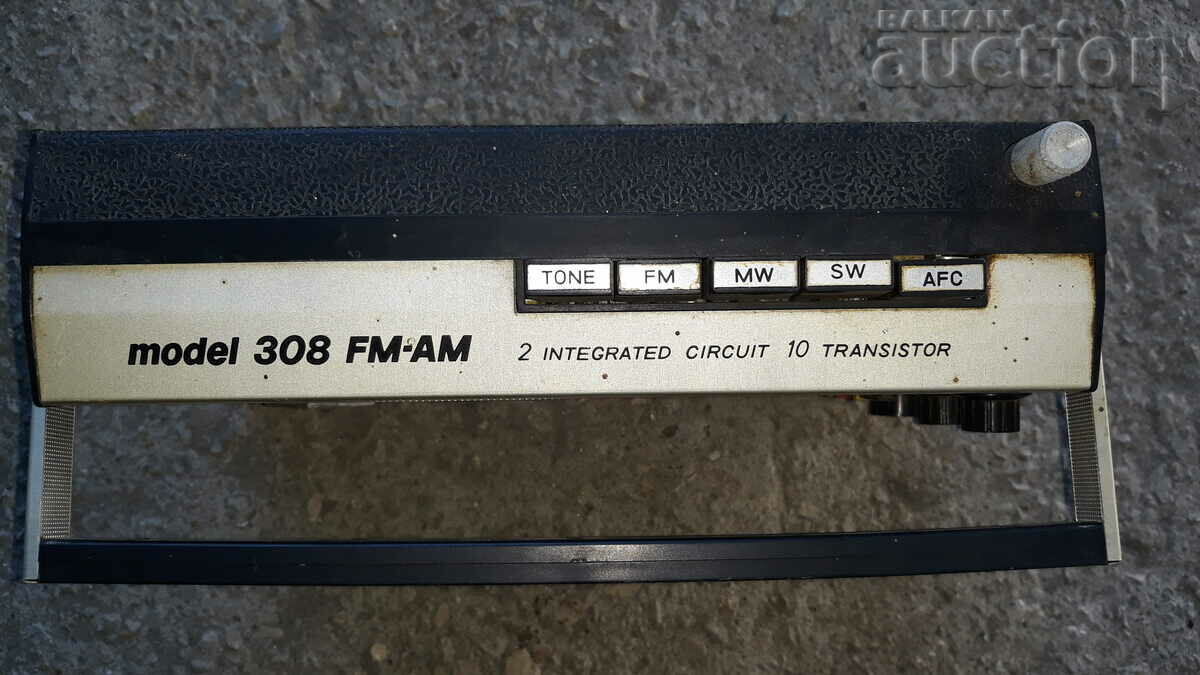 BALKAN
auction
TONE FM MW SW AFC
model 308 FM-AM 2 INTEGRATED CIRCUIT 10 TRANSISTOR